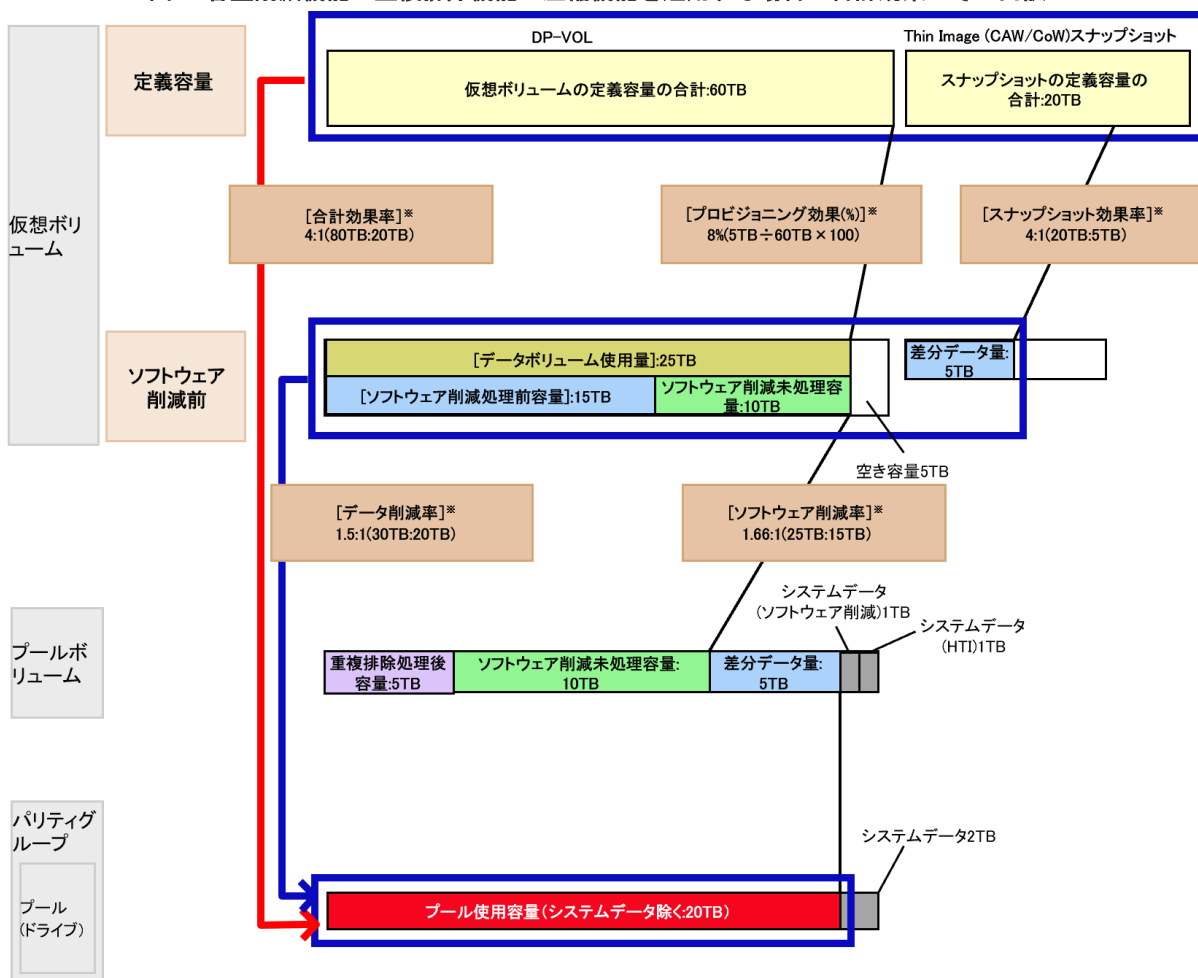 DP-VOL
Thin Image (CAW/CoW)スナップショット
定義容量
仮想ボリュームの定義容量の合計:60TB
スナップショットの定義容量の
合計:20TB
仮想ボリ
ューム
[合計効果率]※
4:1(80TB:20TB)
[プロビジョニング効果(%)]※
8%(5TB÷60TB×100)
[スナップショット効果率]※
4:1(20TB:5TB)
ソフトウェア
削減前
[データボリューム使用量]:25TB
[ソフトウェア削減処理前容量]:15TB
ソフトウェア削減未処理容
量:10TB
差分データ量:
5TB
空き容量5TB
[データ削減率]※
1.5:1(30TB:20TB)
[ソフトウェア削減率]※
1.66:1(25TB:15TB)
システムデータ
(ソフトウェア削減)1TB
システムデータ
(HTI)1TB
プールボ
リューム
重複排除処理後
容量:5TB
ソフトウェア削減未処理容量:
10TB
差分データ量:
5TB
パリティグ
ループ
システムデータ2TB
プール
(ドライブ)
プール使用容量(システムデータ除く:20TB)